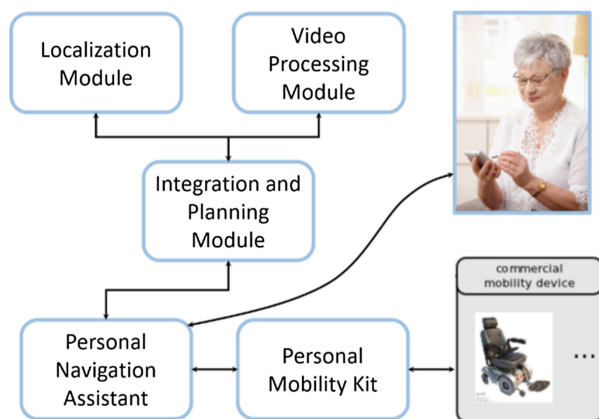 Localization
Module
Video
Processing
Module
Integration and
Planning
Module
commercial
mobility device
Personal
Navigation
Assistant
Personal
Mobility Kit
...